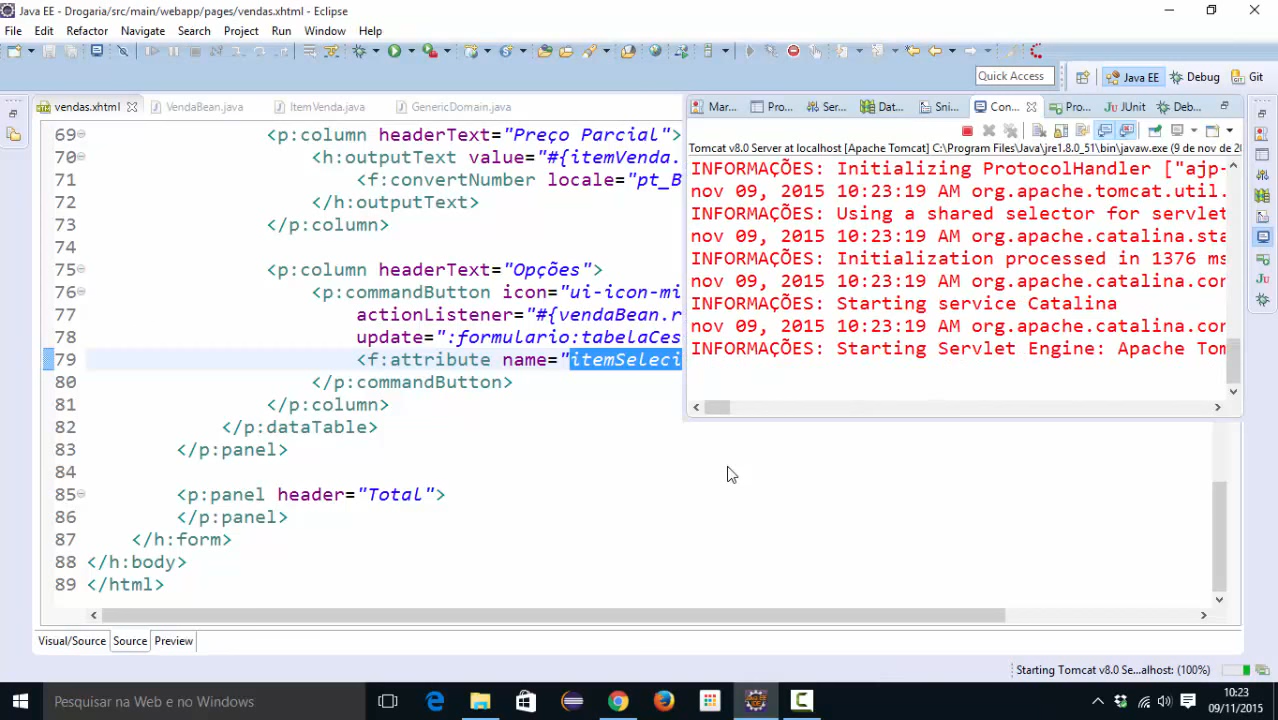 Java EE - Drogaria/src/main/webapp/pages/vendas.xhtml - Eclipse
File Edit Refactor Navigate Search Project Run Window Help
Quick Access Java EE Debug Git
vendas.xhtml VendaBean.java ItemVenda.java GenericDomain.java
Mar... Pro... Ser... Dat... Sni... Con... Pro... JUnit Deb...
Tomcat v8.0 Server at localhost [Apache Tomcat] C:\Program Files\Java\jre1.8.0_51\bin\javaw.exe (9 de nov de 20
INFORMAÇÕES: Initializing ProtocolHandler ["ajp-
nov 09, 2015 10:23:19 AM org.apache.tomcat.util.
INFORMAÇÕES: Using a shared selector for servlet
nov 09, 2015 10:23:19 AM org.apache.catalina.sta
INFORMAÇÕES: Initialization processed in 1376 ms
nov 09, 2015 10:23:19 AM org.apache.catalina.cor
INFORMAÇÕES: Starting service Catalina
nov 09, 2015 10:23:19 AM org.apache.catalina.cor
INFORMAÇÕES: Starting Servlet Engine: Apache Tom
69 <p:column headerText="Preço Parcial"
70 <h:outputText value="#{itemVenda.
71 <f:convertNumber locale="pt_B
72 </h:outputText>
73 </p:column>
74
75 <p:column headerText="Opções">
76 <p:commandButton icon="ui-icon-mi
77 actionListener="#{vendaBean.r
78 update=":formulario:tabelaCes
79 <f:attribute name="itemSeleci
80 </p:commandButton>
81 </p:column>
82 </p:dataTable>
83 </p:panel>
84
85 <p:panel header="Total">
86 </p:panel>
87 </h:form>
88 </h:body>
89 </html>
Visual/Source Source Preview
Starting Tomcat v8.0 Se...alhost: (100%)
Pesquisar na Web e no Windows
10:23
09/11/2015